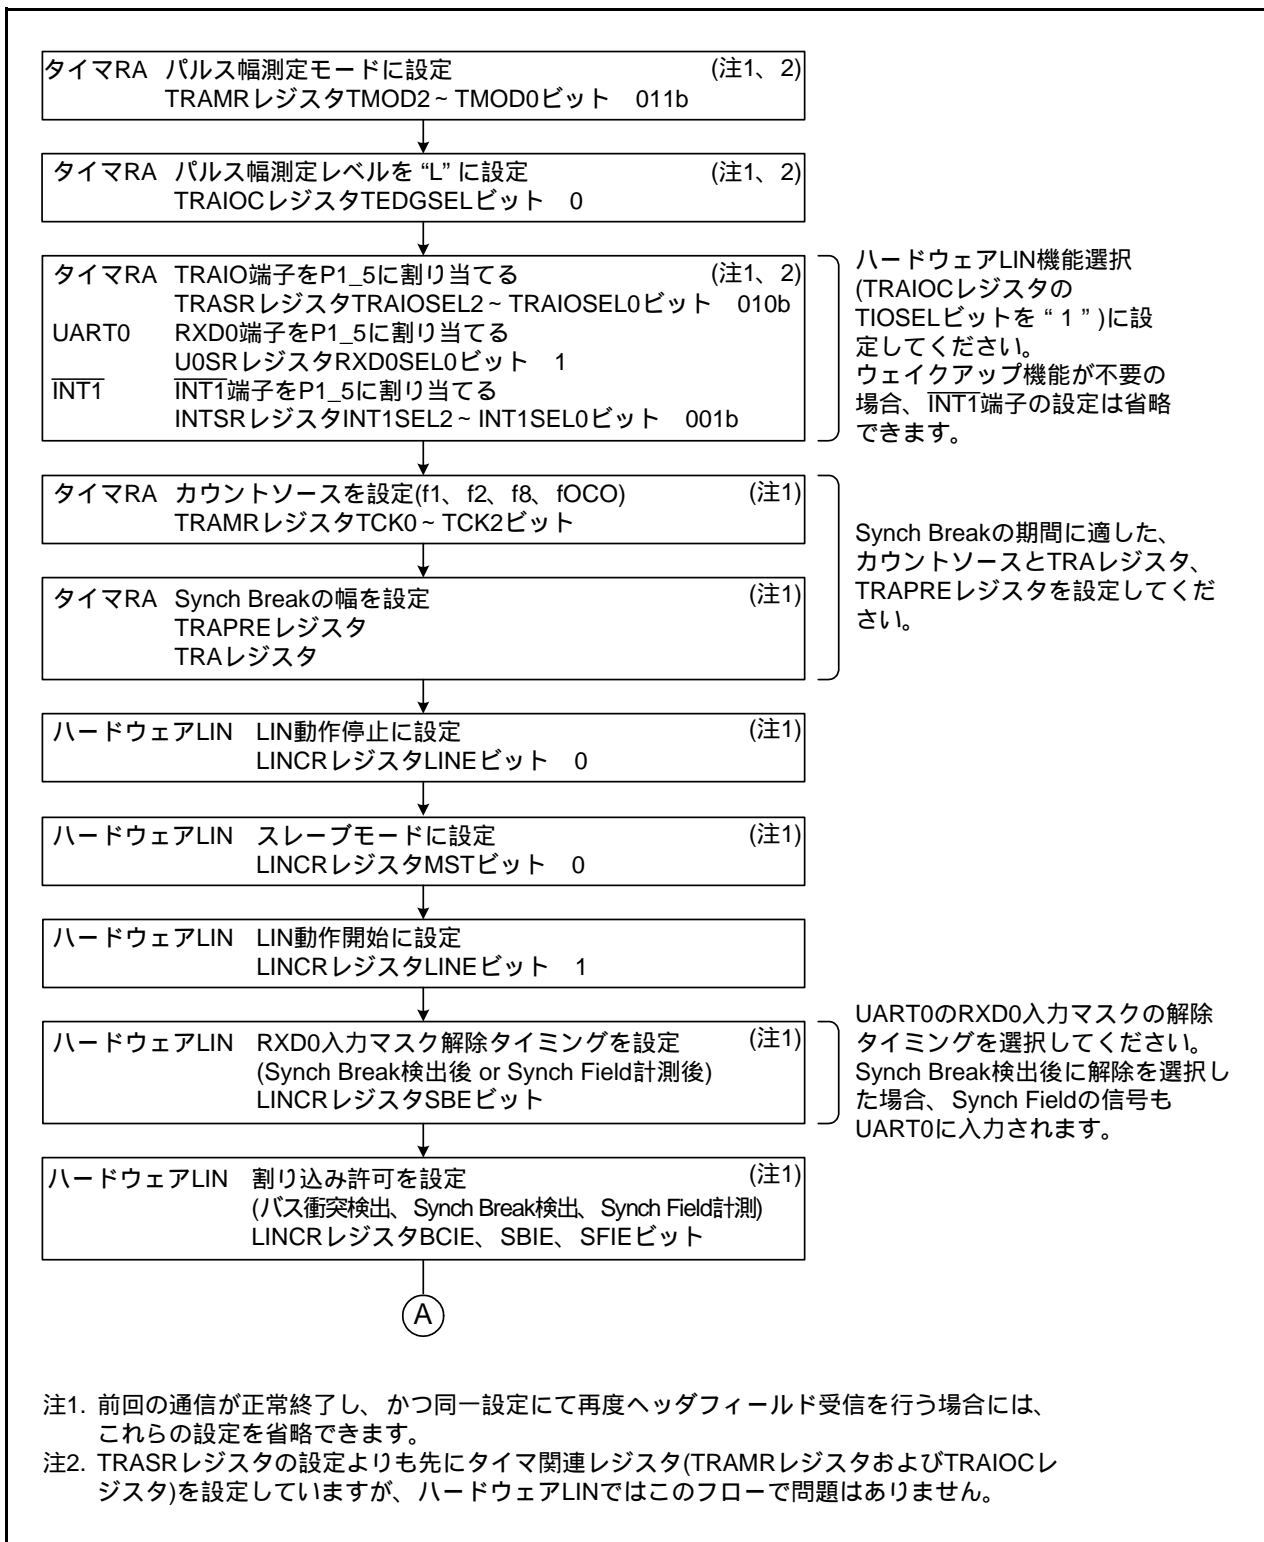 タイマRA パルス幅測定モードに設定 (注1、2)
TRAMRレジスタTMOD2~TMOD0ビット 011b
タイマRA パルス幅測定レベルを “L” に設定 (注1、2)
TRAIOCレジスタTEDGSELビット 0
タイマRA TRAIO端子をP1_5に割り当てる (注1、2)
TRASRレジスタTRAIOSEL2~TRAIOSEL0ビット 010b
UART0 RXD0端子をP1_5に割り当てる
U0SRレジスタRXD0SEL0ビット 1
INT1 INT1端子をP1_5に割り当てる
INTSRレジスタINT1SEL2~INT1SEL0ビット 001b
ハードウェアLIN機能選択
(TRAIOCレジスタの
TIOSELビットを “ 1 ” )に設
定してください。
ウェイクアップ機能が不要の
場合、INT1端子の設定は省略
できます。
タイマRA カウントソースを設定(f1、f2、f8、fOCO) (注1)
TRAMRレジスタTCK0~TCK2ビット
タイマRA Synch Breakの幅を設定 (注1)
TRAPREレジスタ
TRAレジスタ
Synch Breakの期間に適した、
カウントソースとTRAレジスタ、
TRAPREレジスタを設定してくだ
さい。
ハードウェアLIN LIN動作停止に設定 (注1)
LINCRレジスタLINEビット 0
ハードウェアLIN スレーブモードに設定 (注1)
LINCRレジスタMSTビット 0
ハードウェアLIN LIN動作開始に設定
LINCRレジスタLINEビット 1
ハードウェアLIN RXD0入力マスク解除タイミングを設定 (注1)
(Synch Break検出後 or Synch Field計測後)
LINCRレジスタSBEビット
UART0のRXD0入力マスクの解除
タイミングを選択してください。
Synch Break検出後に解除を選択し
た場合、Synch Fieldの信号も
UART0に入力されます。
ハードウェアLIN 割り込み許可を設定 (注1)
(バス衝突検出、Synch Break検出、Synch Field計測)
LINCRレジスタBCIE、SBIE、SFIEビット
A
注1. 前回の通信が正常終了し、かつ同一設定にて再度ヘッダフィールド受信を行う場合には、
これらの設定を省略できます。
注2. TRASRレジスタの設定よりも先にタイマ関連レジスタ(TRAMRレジスタおよびTRAIOCレ
ジスタ)を設定していますが、ハードウェアLINではこのフローで問題はありません。